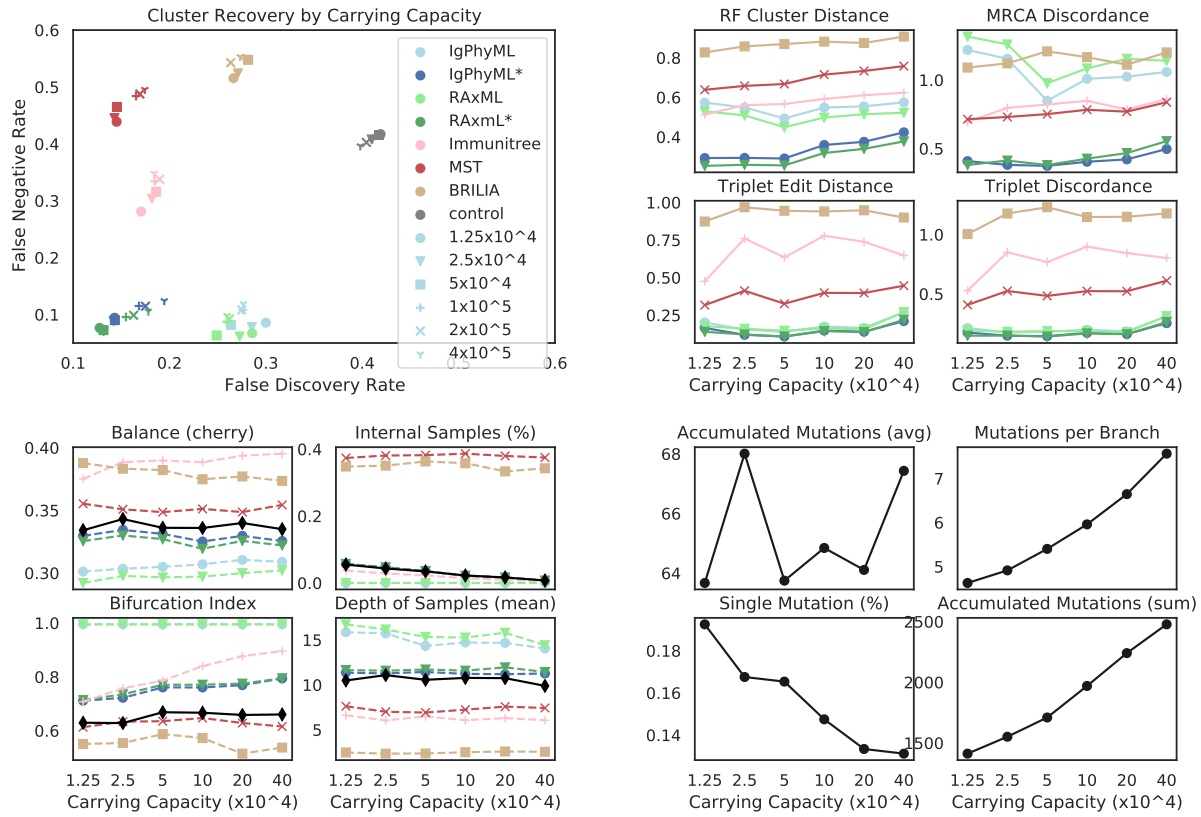 Cluster Recovery by Carrying Capacity
False Negative Rate
0.6
0.5
0.4
0.3
0.2
0.1
0.1 0.2 0.3 0.4 0.5 0.6
False Discovery Rate
IgPhyML
IgPhyML*
RAxML
RAxmL*
Immunitree
MST
BRILIA
control
1.25x10^4
2.5x10^4
5x10^4
1x10^5
2x10^5
4x10^5
RF Cluster Distance
0.8
0.6
0.4
MRCA Discordance
1.0
0.5
Triplet Edit Distance
1.00
0.75
0.50
0.25
1.25 2.5 5 10 20 40
Carrying Capacity (x10^4)
Triplet Discordance
1.0
0.5
1.25 2.5 5 10 20 40
Carrying Capacity (x10^4)
Balance (cherry)
0.40
0.35
0.30
Internal Samples (%)
0.4
0.2
0.0
Bifurcation Index
1.0
0.8
0.6
1.25 2.5 5 10 20 40
Carrying Capacity (x10^4)
Depth of Samples (mean)
15
10
5
1.25 2.5 5 10 20 40
Carrying Capacity (x10^4)
Accumulated Mutations (avg)
68
66
64
Mutations per Branch
7
6
5
Single Mutation (%)
0.18
0.16
0.14
1.25 2.5 5 10 20 40
Carrying Capacity (x10^4)
Accumulated Mutations (sum)
2500
2000
1500
1.25 2.5 5 10 20 40
Carrying Capacity (x10^4)